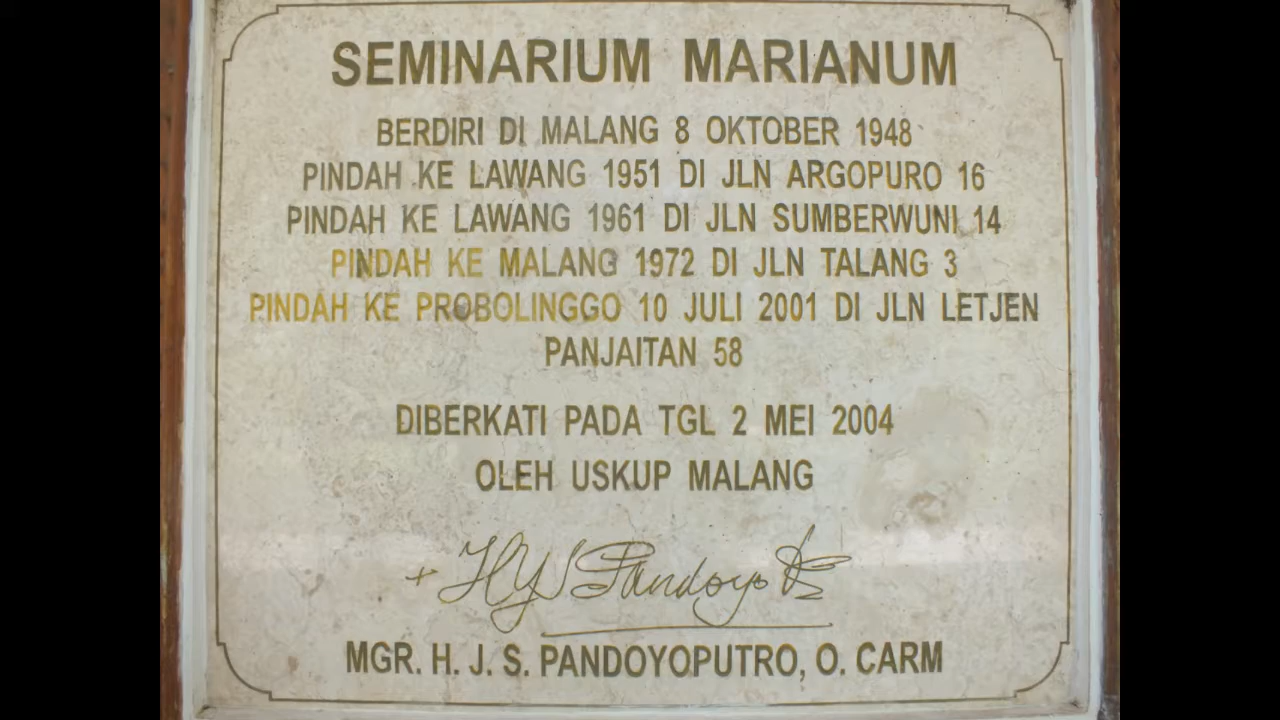 SEMINARIUM MARIANUM
BERDIRI DI MALANG 8 OKTOBER 1948
PINDAH KE LAWANG 1951 DI JLN ARGOPURO 16
PINDAH KE LAWANG 1961 DI JLN SUMBERWUNI 14
PINDAH KE MALANG 1972 DI JLN TALANG 3
PINDAH KE PROBOLINGGO 10 JULI 2001 DI JLN LETJEN
PANJAITAN 58
DIBERKATI PADA TGL 2 MEI 2004
OLEH USKUP MALANG
+ HJS Pandoyo
MGR. H. J. S. PANDOYOPUTRO, O. CARM